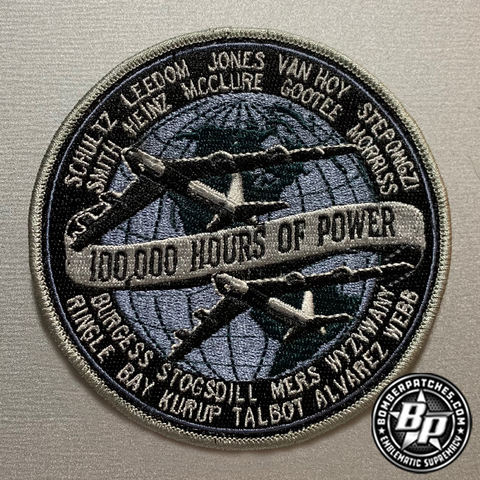 SCHULTZ LEEDOM JONES VAN HOY STEPONGZI
SMITH HEINZ MCCLURE GOOTEE MORRISS
100,000 HOURS OF POWER
BURGESS STOGSDILL MERS WYZYWANY
RINGLE BAY KURUP TALBOT ALVAREZ WEBB
BOMBERPATCHES.COM
BP
EMBLEMATIC SUPREMACY